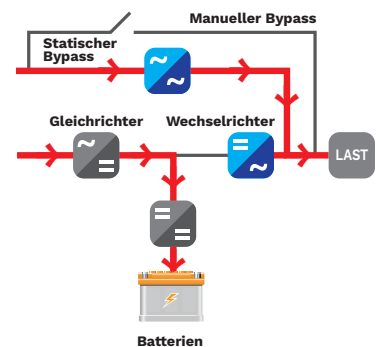 Manueller Bypass
Statischer
Bypass
Gleichrichter
Wechselrichter
LAST
Batterien